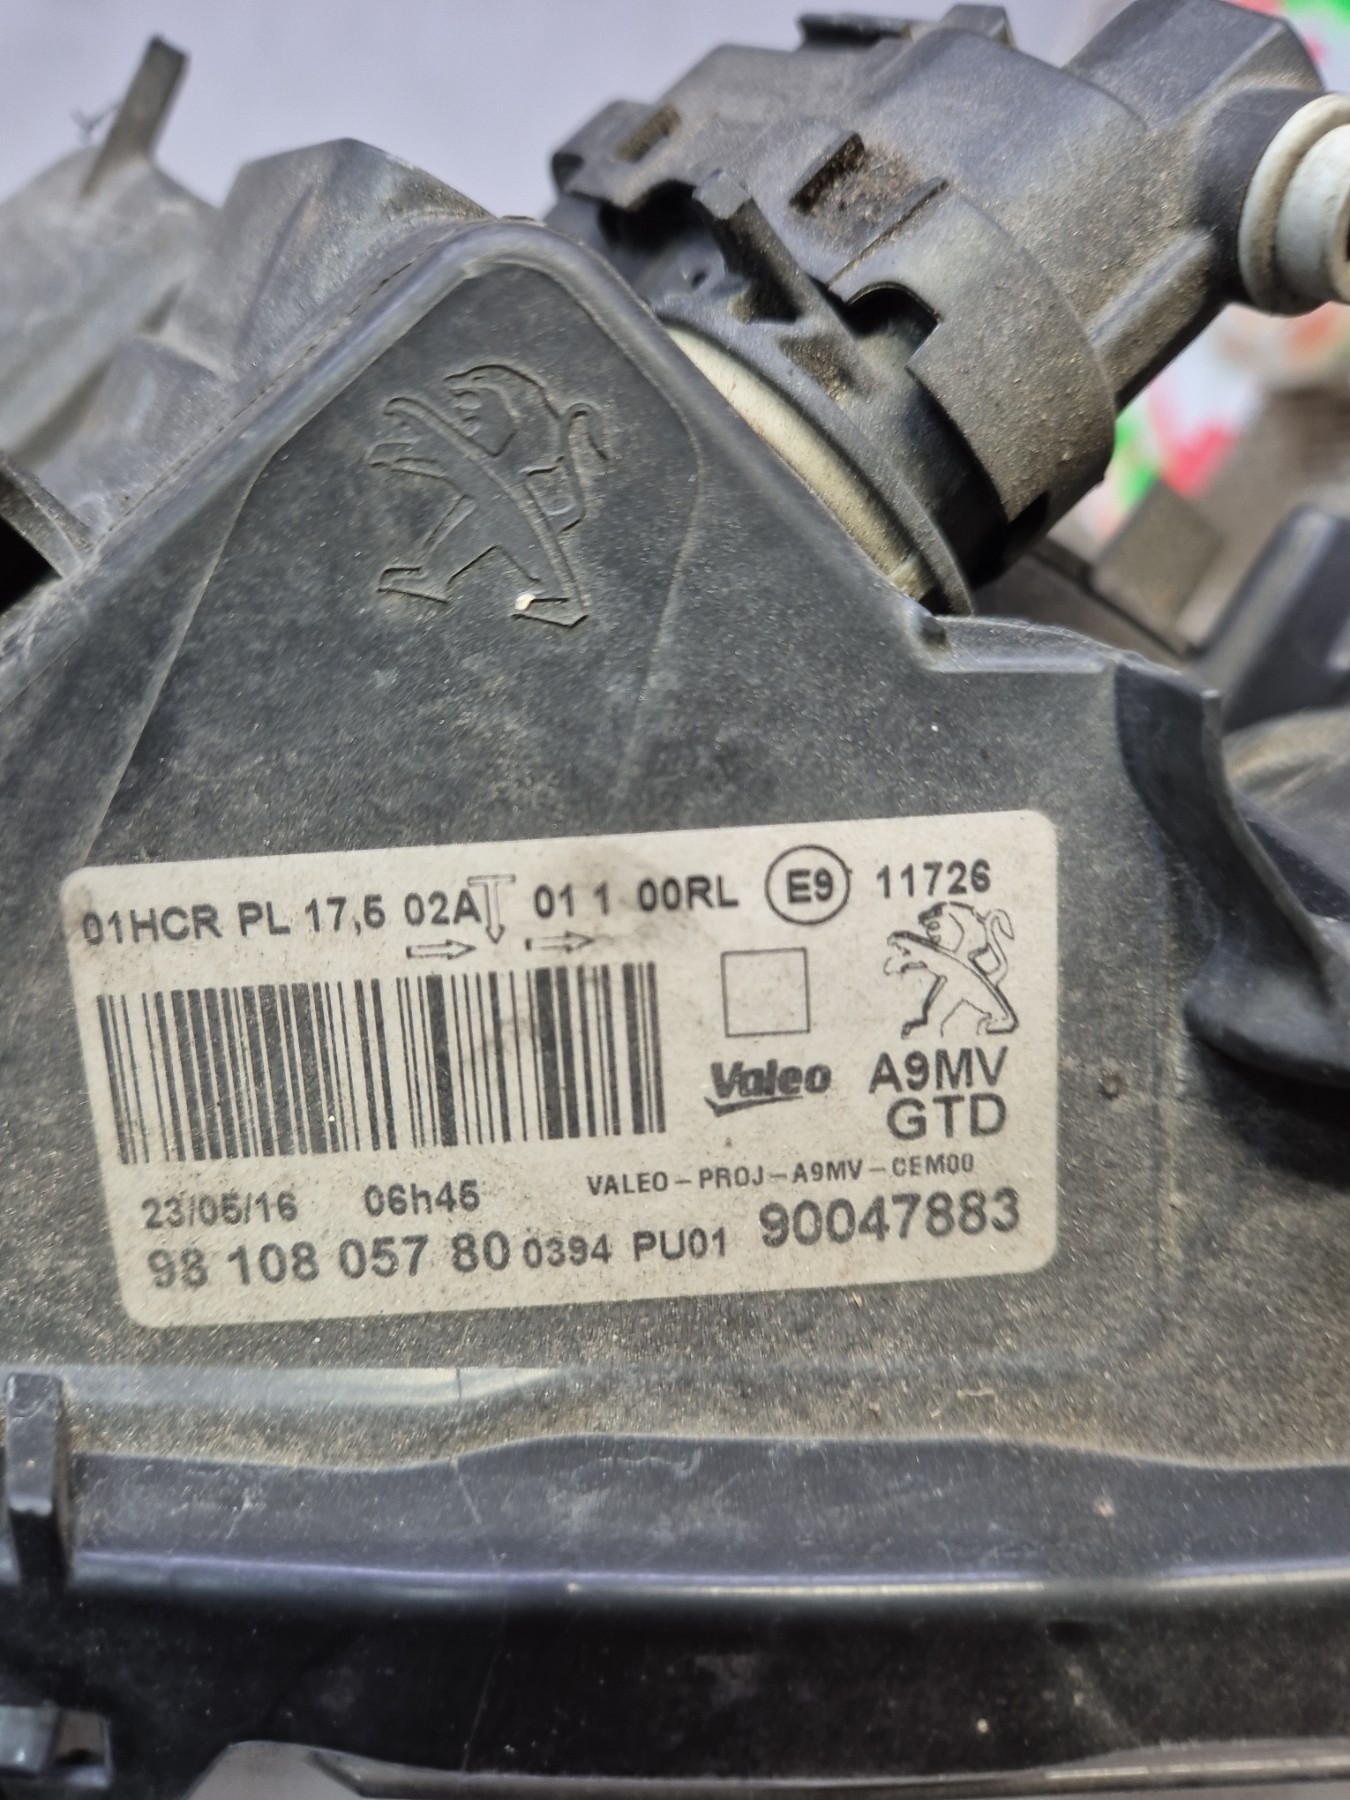 01HCR PL 17,5 02A 01 1 00RL E9 11726
Valeo
A9MV
GTD
VALEO-PROJ-A9MV-CEM00
23/05/16 06h45
98 108 057 80 0394 PU01 90047883